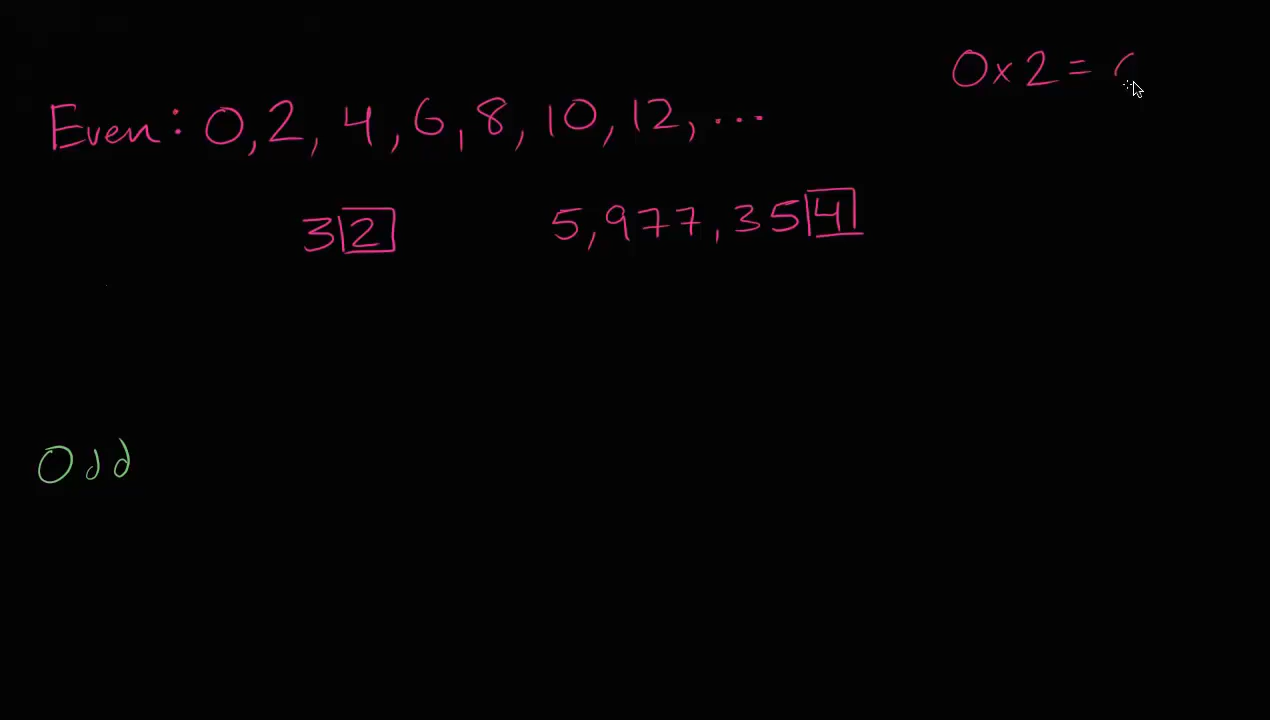 0x2=
Even: 0, 2, 4, 6, 8, 10, 12, ...
32 5,977,354
Odd